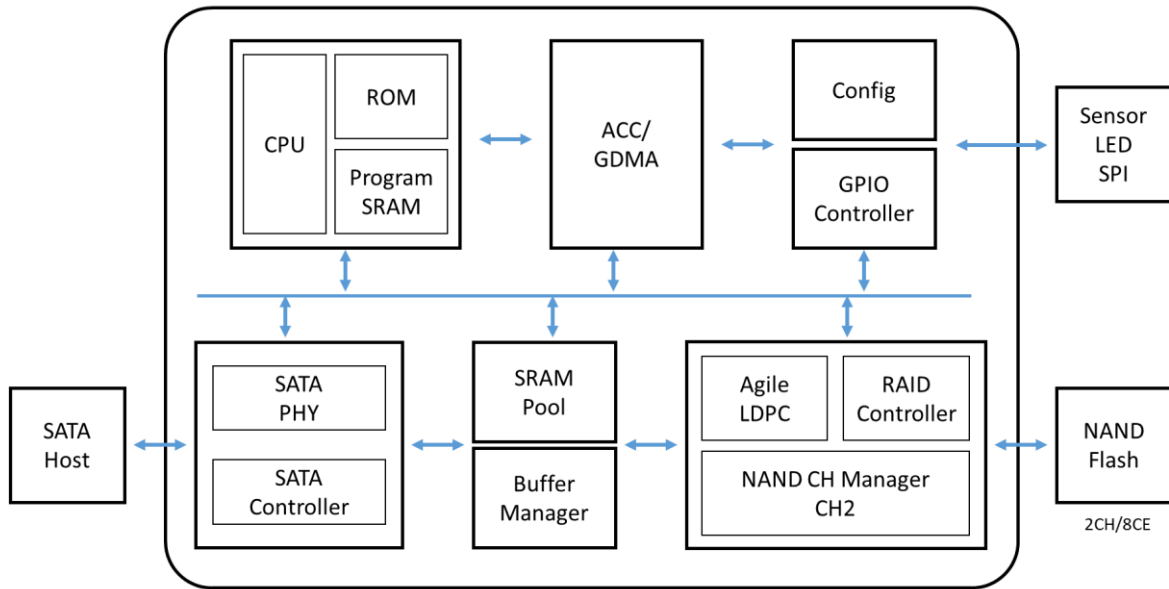 CPU
ROM
Program
SRAM
ACC/
GDMA
Config
GPIO
Controller
Sensor
LED
SPI
SATA
Host
SATA
PHY
SATA
Controller
SRAM
Pool
Buffer
Manager
Agile
LDPC
RAID
Controller
NAND CH Manager
CH2
NAND
Flash
2CH/8CE